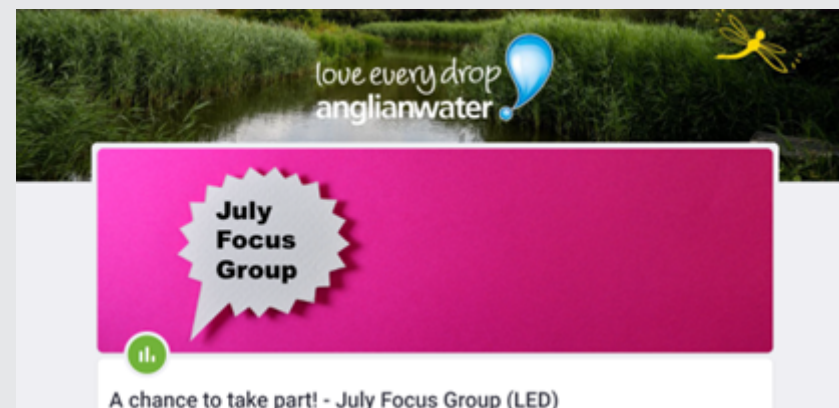 love every drop
anglianwater
July
Focus
Group
A chance to take part! - July Focus Group (LED)